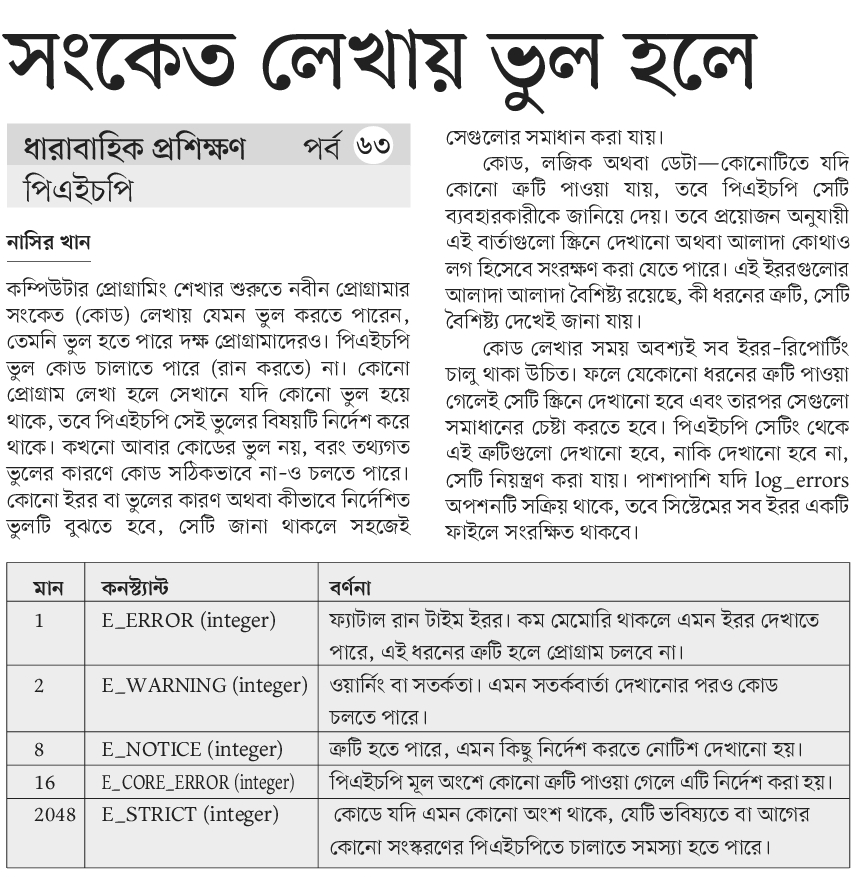 সংকেত লেখায় ভুল হলে
ধারাবাহিক প্রশিক্ষণ পর্ব ৬৩
পিএইচপি
নাসির খান
কম্পিউটার প্রোগ্রামিং শেখার শুরুতে নবীন প্রোগ্রামার
সংকেত (কোড) লেখায় যেমন ভুল করতে পারেন,
তেমনি ভুল হতে পারে দক্ষ প্রোগ্রামাদেরও। পিএইচপি
ভুল কোড চালাতে পারে (রান করতে) না। কোনো
প্রোগ্রাম লেখা হলে সেখানে যদি কোনো ভুল হয়ে
থাকে, তবে পিএইচপি সেই ভুলের বিষয়টি নির্দেশ করে
থাকে। কখনো আবার কোডের ভুল নয়, বরং তথ্যগত
ভুলের কারণে কোড সঠিকভাবে না-ও চলতে পারে।
কোনো ইরর বা ভুলের কারণ অথবা কীভাবে নির্দেশিত
ভুলটি বুঝতে হবে, সেটি জানা থাকলে সহজেই
সেগুলোর সমাধান করা যায়।
কোড, লজিক অথবা ডেটা—কোনোটিতে যদি
কোনো ত্রুটি পাওয়া যায়, তবে পিএইচপি সেটি
ব্যবহারকারীকে জানিয়ে দেয়। তবে প্রয়োজন অনুযায়ী
এই বার্তাগুলো স্ক্রিনে দেখানো অথবা আলাদা কোথাও
লগ হিসেবে সংরক্ষণ করা যেতে পারে। এই ইররগুলোর
আলাদা আলাদা বৈশিষ্ট্য রয়েছে, কী ধরনের ত্রুটি, সেটি
বৈশিষ্ট্য দেখেই জানা যায়।
কোড লেখার সময় অবশ্যই সব ইরর-রিপোর্টিং
চালু থাকা উচিত। ফলে যেকোনো ধরনের ত্রুটি পাওয়া
গেলেই সেটি স্ক্রিনে দেখানো হবে এবং তারপর সেগুলো
সমাধানের চেষ্টা করতে হবে। পিএইচপি সেটিং থেকে
এই ত্রুটিগুলো দেখানো হবে, নাকি দেখানো হবে না,
সেটি নিয়ন্ত্রণ করা যায়। পাশাপাশি যদি log_errors
অপশনটি সক্রিয় থাকে, তবে সিস্টেমের সব ইরর একটি
ফাইলে সংরক্ষিত থাকবে।
মান কনস্ট্যান্ট বর্ণনা
1 E_ERROR (integer) ফ্যাটাল রান টাইম ইরর। কম মেমোরি থাকলে এমন ইরর দেখাতে
পারে, এই ধরনের ত্রুটি হলে প্রোগ্রাম চলবে না।
2 E_WARNING (integer) ওয়ার্নিং বা সতর্কতা। এমন সতর্কবার্তা দেখানোর পরও কোড
চলতে পারে।
8 E_NOTICE (integer) ত্রুটি হতে পারে, এমন কিছু নির্দেশ করতে নোটিশ দেখানো হয়।
16 E_CORE_ERROR (integer) পিএইচপি মূল অংশে কোনো ত্রুটি পাওয়া গেলে এটি নির্দেশ করা হয়।
2048 E_STRICT (integer) কোডে যদি এমন কোনো অংশ থাকে, যেটি ভবিষ্যতে বা আগের
কোনো সংস্করণের পিএইচপিতে চালাতে সমস্যা হতে পারে।